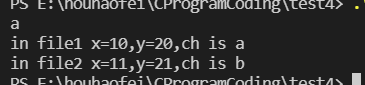 PS E:\houhaofei\CProgramCoding\test4> .\
a
in file1 x=10,y=20,ch is a
in file2 x=11,y=21,ch is b
PS E:\houhaofei\CProgramCoding\test4>